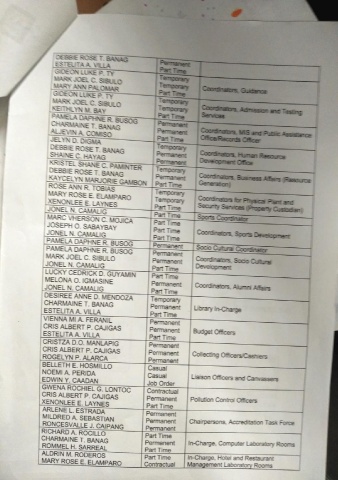 DEBBIE ROSE T. BANAG Permanent
ESTELITA A. VILLA Part Time
GIDEON LUKE P. TY Temporary
MARK JOEL C. SIBULO Temporary Coordinators, Guidance
MARY ANN PALOMAR Part Time
GIDEON LUKE P. TY Temporary
MARK JOEL C. SIBULO Temporary Coordinators, Admission and Testing Services
KEITHLYN M. BAY Part Time
PAMELA DAPHNE R. BUSOG Permanent
CHARMAINE T. BANAG Permanent Coordinators, MIS and Public Assistance Office/Records Officer
ALJEVIN A. COMISO Part Time
JELYN D. DIGMA Temporary
DEBBIE ROSE T. BANAG Permanent Coordinators, Human Resource Development Office
SHAINE C. HAYAG Permanent
KRISTEL SHANE C. PAMINTER Temporary
DEBBIE ROSE T. BANAG Permanent Coordinators, Business Affairs (Resource Generation)
KAYCELYN MARJORIE GAMBON Part Time
ROSE ANN R. TOBIAS Temporary
MARY ROSE E. ELAMPARO Temporary Coordinators for Physical Plant and Security Services (Property Custodian)
XENONLEE E. LAYNES Part Time
JONEL N. CAMALIG Part Time Sports Coordinator
MARC VHERSON C. MOJICA Part Time
JOSEPH O. SABAYBAY Part Time Coordinators, Sports Development
JONEL N. CAMALIG Part Time
PAMELA DAPHNE R. BUSOG Permanent Socio Cultural Coordinator
PAMELA DAPHNE R. BUSOG Permanent
MARK JOEL C. SIBULO Part Time Coordinators, Socio Cultural Development
JONEL N. CAMALIG Part Time
LUCKY CEDRICK D. GUYAMIN Part Time
MELONA O. IGMASINE Permanent Coordinators, Alumni Affairs
JONEL N. CAMALIG Part Time
DESIREE ANNE D. MENDOZA Temporary
CHARMAINE T. BANAG Permanent Library In-Charge
ESTELITA A. VILLA Part Time
VIENNA MI A. FERANIL Permanent
CRIS ALBERT P. CAJIGAS Permanent Budget Officers
ESTELITA A. VILLA Part Time
CRISTZA D.O. MANLAPIG Permanent
CRIS ALBERT P. CAJIGAS Permanent Collecting Officers/Cashiers
ROGELYN P. ALARCA Permanent
BELLETH E. HOSMILLO Casual
NOEMI A. PERIDA Casual Liaison Officers and Canvassers
EDWIN Y. CAADAN Job Order
GWENA ROCHIEL G. LONTOC Contractual
CRIS ALBERT P. CAJIGAS Permanent Pollution Control Officers
XENONLEE E. LAYNES Part Time
ARLENE L. ESTRADA Permanent
MILDRED A. SEBASTIAN Permanent Chairpersons, Accreditation Task Force
RONCESVALLE J. CAIPANG Permanent
RICHARD A. ROCILLO Part Time
CHARMAINE T. BANAG Permanent In-Charge, Computer Laboratory Rooms
ROMMEL H. SARREAL Part Time
ALDRIN M. RODEROS Part Time In-Charge, Hotel and Restaurant Management Laboratory Rooms
MARY ROSE E. ELAMPARO Contractual